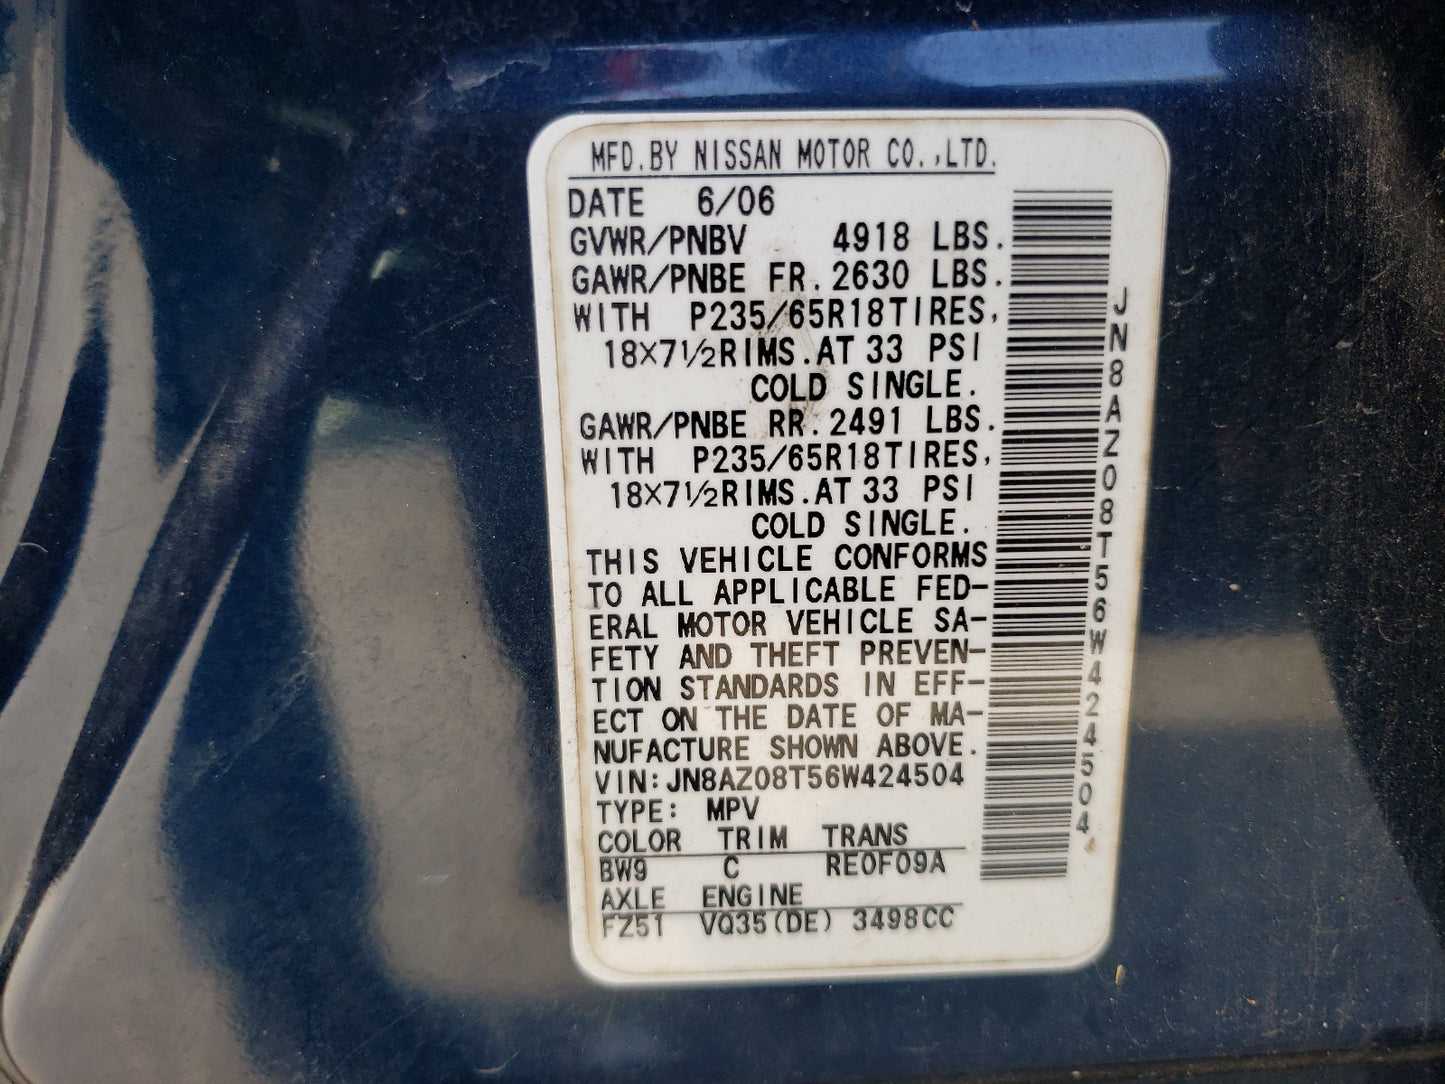 MFD.BY NISSAN MOTOR CO.,LTD.
DATE 6/06
GVWR/PNBV 4918 LBS.
GAWR/PNBE FR.2630 LBS.
WITH P235/65R18TIRES,
18×7½RIMS.AT 33 PSI
COLD SINGLE.
GAWR/PNBE RR.2491 LBS.
WITH P235/65R18TIRES,
18×7½RIMS.AT 33 PSI
COLD SINGLE.
THIS VEHICLE CONFORMS
TO ALL APPLICABLE FED-
ERAL MOTOR VEHICLE SA-
FETY AND THEFT PREVEN-
TION STANDARDS IN EFF-
ECT ON THE DATE OF MA-
NUFACTURE SHOWN ABOVE.
VIN:JN8AZ08T56W424504
TYPE: MPV
COLOR TRIM TRANS
BW9 C RE0F09A
AXLE ENGINE
FZ51 VQ35(DE) 3498CC
JN8AZ08T56W424504